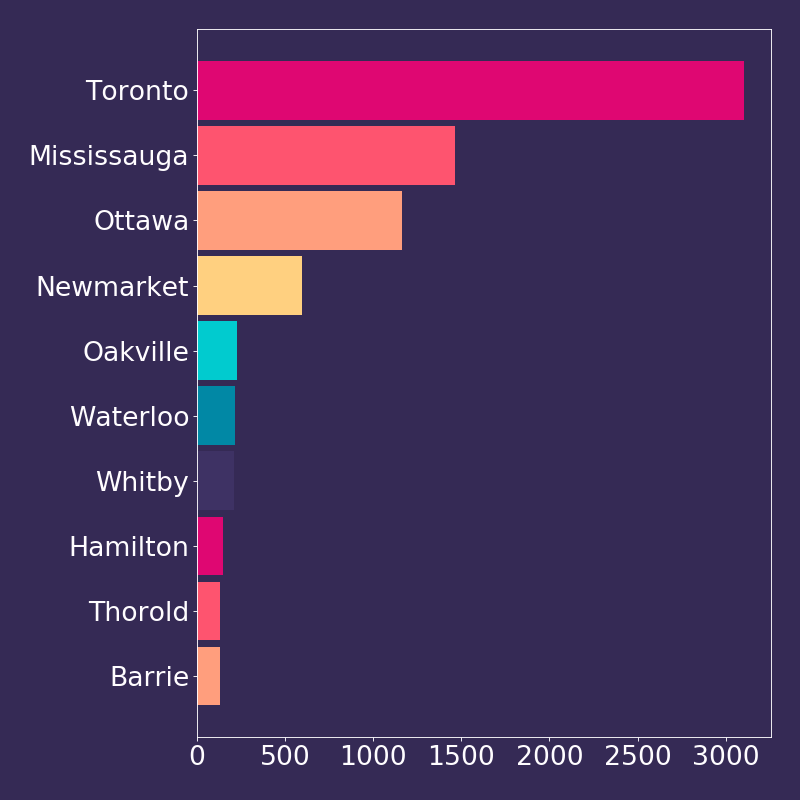 Toronto
Mississauga
Ottawa
Newmarket
Oakville
Waterloo
Whitby
Hamilton
Thorold
Barrie
0 500 1000 1500 2000 2500 3000